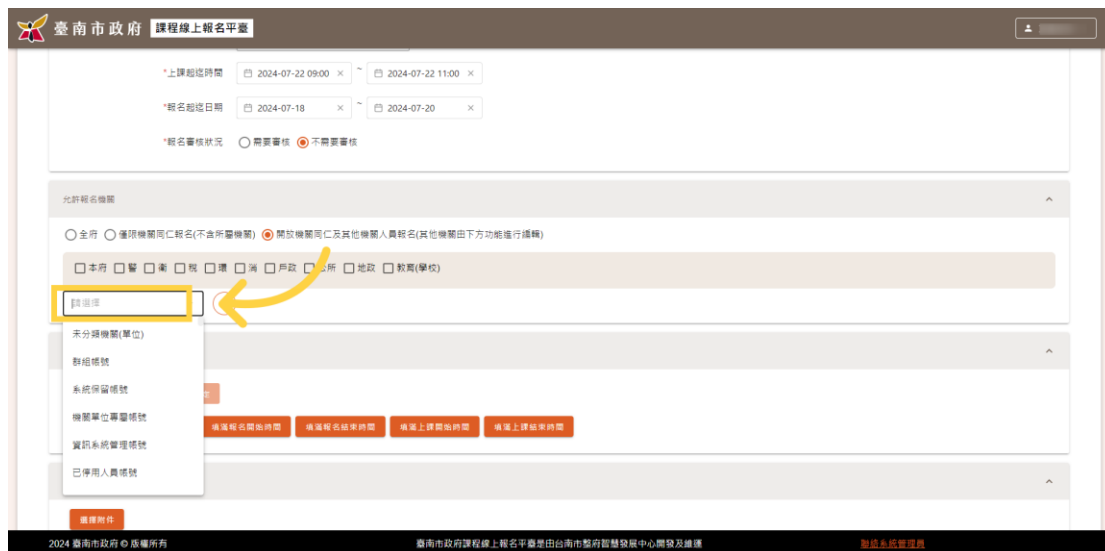 臺南市政府 課程線上報名平臺
*上課起迄時間 2024-07-22 09:00 × ~ 2024-07-22 11:00 ×
*報名起迄日期 2024-07-18 × ~ 2024-07-20 ×
*報名審核狀況 需要審核 不需要審核
允許報名機關
全府 僅限機關同仁報名(不含所屬機關) 開放機關同仁及其他機關人員報名(其他機關由下方功能進行編輯)
本府 警 衛 稅 環 消 戶政 所 地政 教育(學校)
請選擇
未分類機關(單位)
群組帳號
系統保留帳號
機關單位專屬帳號
填滿報名開始時間 填滿報名結束時間 填滿上課開始時間 填滿上課結束時間
資訊系統管理帳號
已停用人員帳號
選擇附件
2024 臺南市政府 © 版權所有 臺南市政府課程線上報名平臺是由台南市政府智慧發展中心開發及維運 聯絡系統管理員